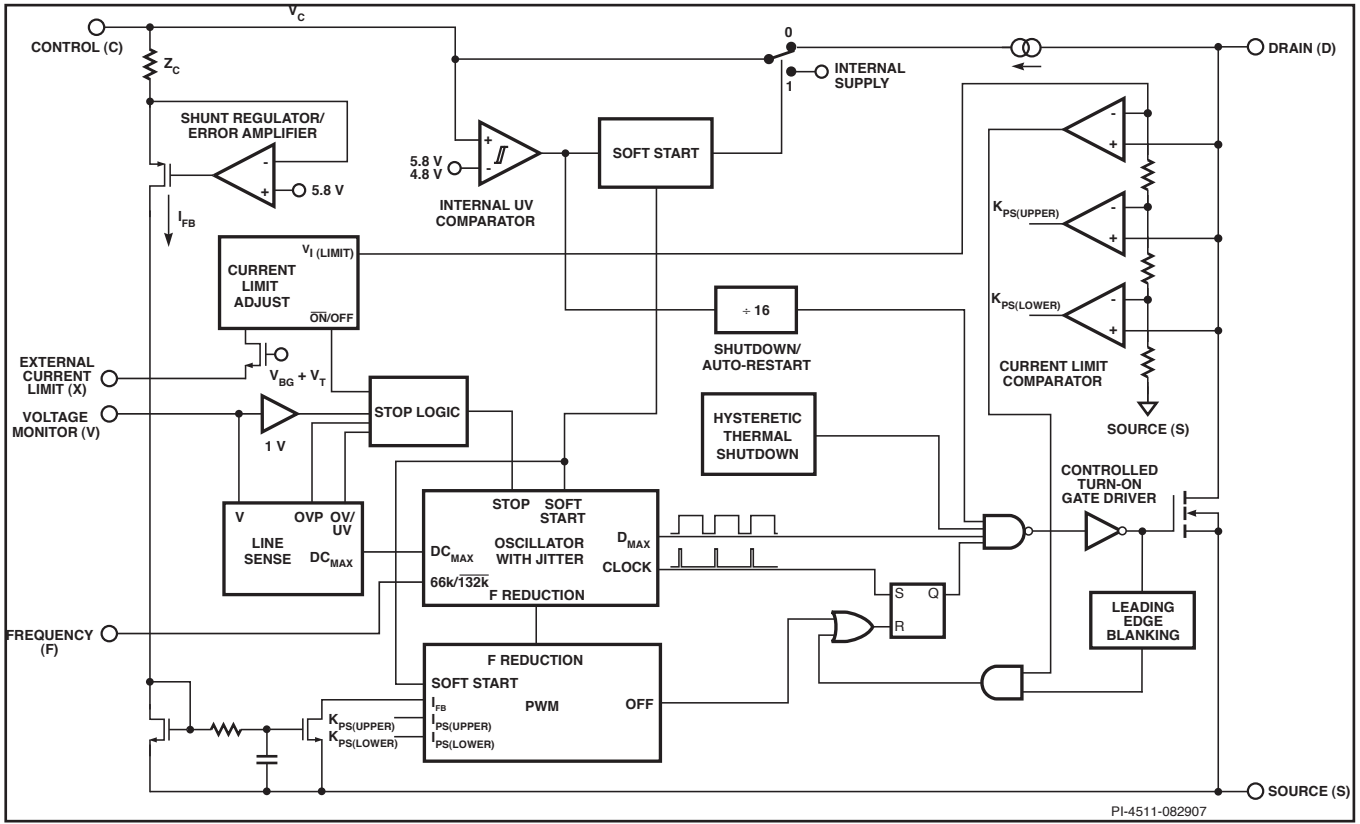 V_C
CONTROL (C)
Z_C
0
1
INTERNAL
SUPPLY
DRAIN (D)
SHUNT REGULATOR/
ERROR AMPLIFIER
-
+
5.8 V
I_FB
+
-
5.8 V
4.8 V
INTERNAL UV
COMPARATOR
SOFT START
-
+
K_PS(UPPER)
-
+
K_PS(LOWER)
-
+
CURRENT LIMIT
COMPARATOR
SOURCE (S)
V_I (LIMIT)
CURRENT
LIMIT
ADJUST
O̅N̅/OFF
÷ 16
SHUTDOWN/
AUTO-RESTART
V_BG + V_T
EXTERNAL
CURRENT
LIMIT (X)
VOLTAGE
MONITOR (V)
1 V
STOP LOGIC
HYSTERETIC
THERMAL
SHUTDOWN
CONTROLLED
TURN-ON
GATE DRIVER
V
OVP
OV/
UV
LINE
SENSE
DC_MAX
STOP
SOFT
START
DC_MAX
OSCILLATOR
WITH JITTER
D_MAX
CLOCK
66k/1̅3̅2̅k̅
F REDUCTION
S
Q
R
LEADING
EDGE
BLANKING
FREQUENCY
(F)
F REDUCTION
SOFT START
PWM
OFF
I_FB
K_PS(UPPER)
I_PS(UPPER)
K_PS(LOWER)
I_PS(LOWER)
SOURCE (S)
PI-4511-082907